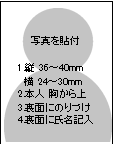 写真を貼付
1.縦 36～40mm
横 24～30mm
2.本人 胸から上
3.裏面にのりづけ
4.裏面に氏名記入